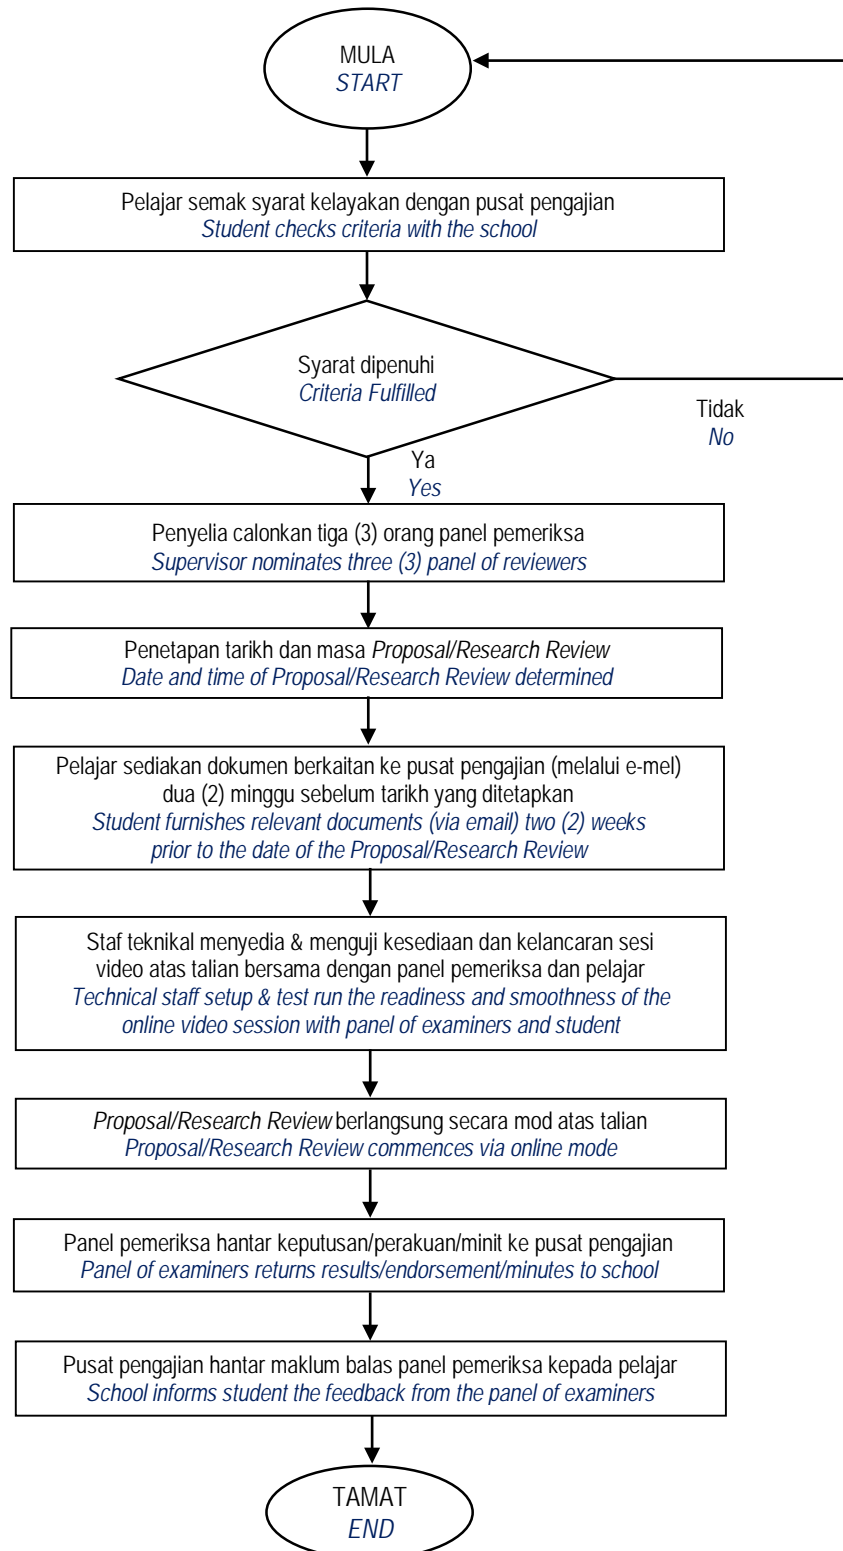 MULA
START
Pelajar semak syarat kelayakan dengan pusat pengajian
Student checks criteria with the school
Syarat dipenuhi
Criteria Fulfilled
Tidak
No
Ya
Yes
Penyelia calonkan tiga (3) orang panel pemeriksa
Supervisor nominates three (3) panel of reviewers
Penetapan tarikh dan masa Proposal/Research Review
Date and time of Proposal/Research Review determined
Pelajar sediakan dokumen berkaitan ke pusat pengajian (melalui e-mel)
dua (2) minggu sebelum tarikh yang ditetapkan
Student furnishes relevant documents (via email) two (2) weeks
prior to the date of the Proposal/Research Review
Staf teknikal menyedia & menguji kesediaan dan kelancaran sesi
video atas talian bersama dengan panel pemeriksa dan pelajar
Technical staff setup & test run the readiness and smoothness of the
online video session with panel of examiners and student
Proposal/Research Review berlangsung secara mod atas talian
Proposal/Research Review commences via online mode
Panel pemeriksa hantar keputusan/perakuan/minit ke pusat pengajian
Panel of examiners returns results/endorsement/minutes to school
Pusat pengajian hantar maklum balas panel pemeriksa kepada pelajar
School informs student the feedback from the panel of examiners
TAMAT
END